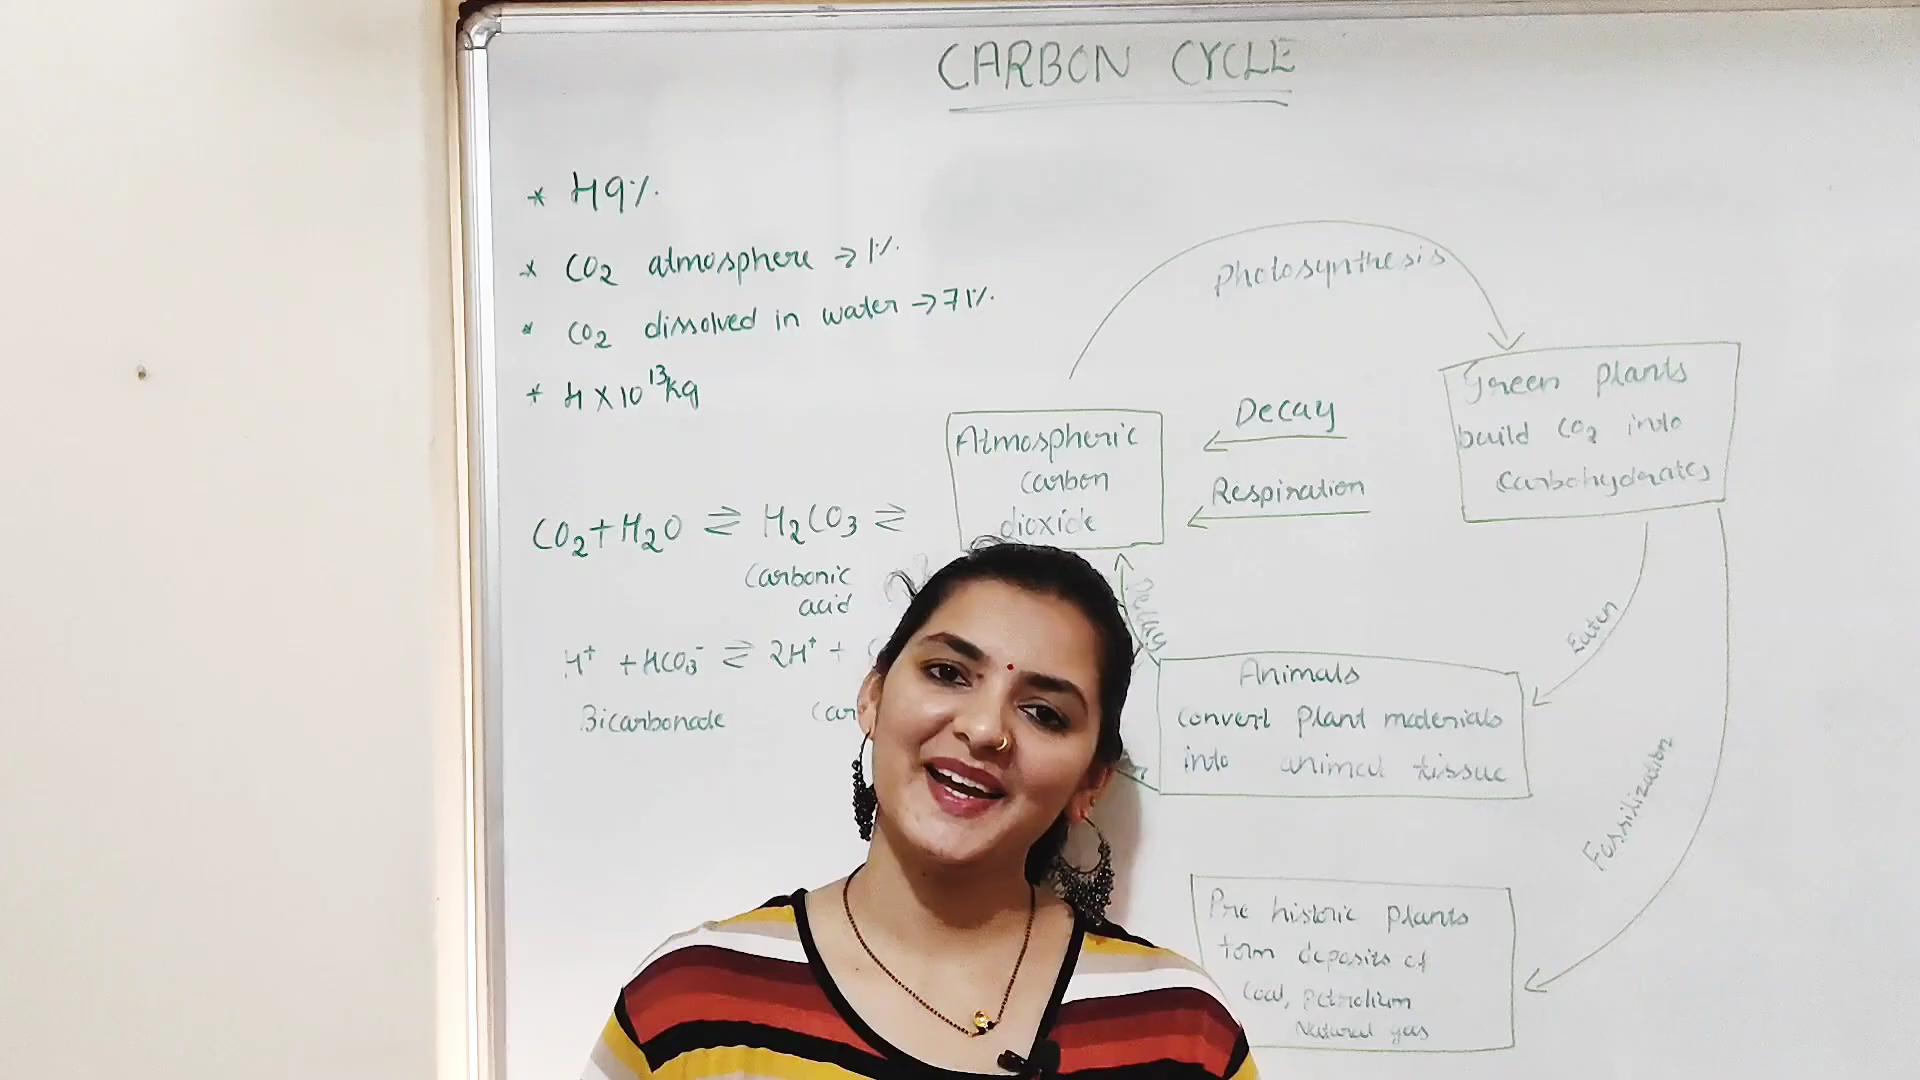 CARBON CYCLE
* 49%.
* CO2 atmosphere → 1%.
* CO2 dissolved in water → 71%.
* 4 X 10^13 kg
CO2 + H2O ⇌ H2CO3 ⇌
Carbonic
acid
H+ + HCO3- ⇌ 2H+ +
Bicarbonate
Photosynthesis
Atmospheric
carbon
dioxide
Decay
Respiration
Green plants
build CO2 into
carbohydrates
Decay
Eaten
Animals
convert plant materials
into animal tissue
Fossilization
Pre historic plants
form deposits of
Coal, petrolium
Natural gas